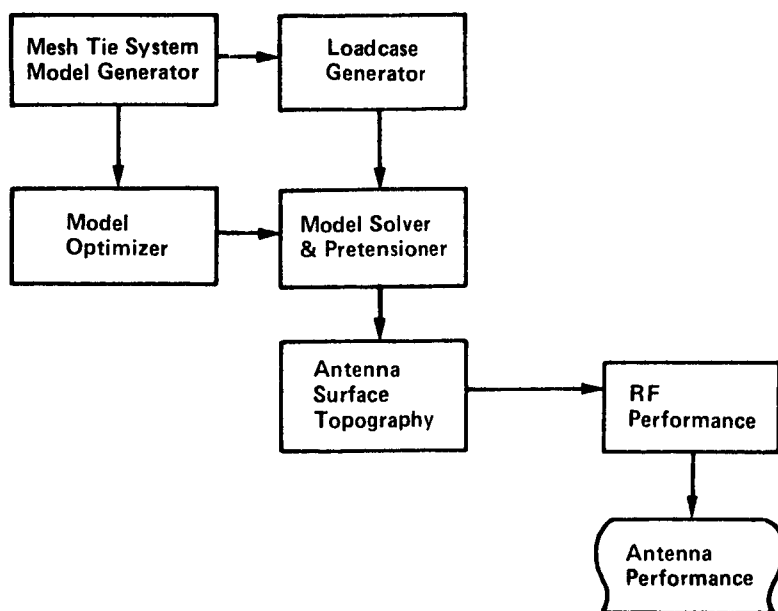 Mesh Tie System
Model Generator
Loadcase
Generator
Model
Optimizer
Model Solver
& Pretensioner
Antenna
Surface
Topography
RF
Performance
Antenna
Performance